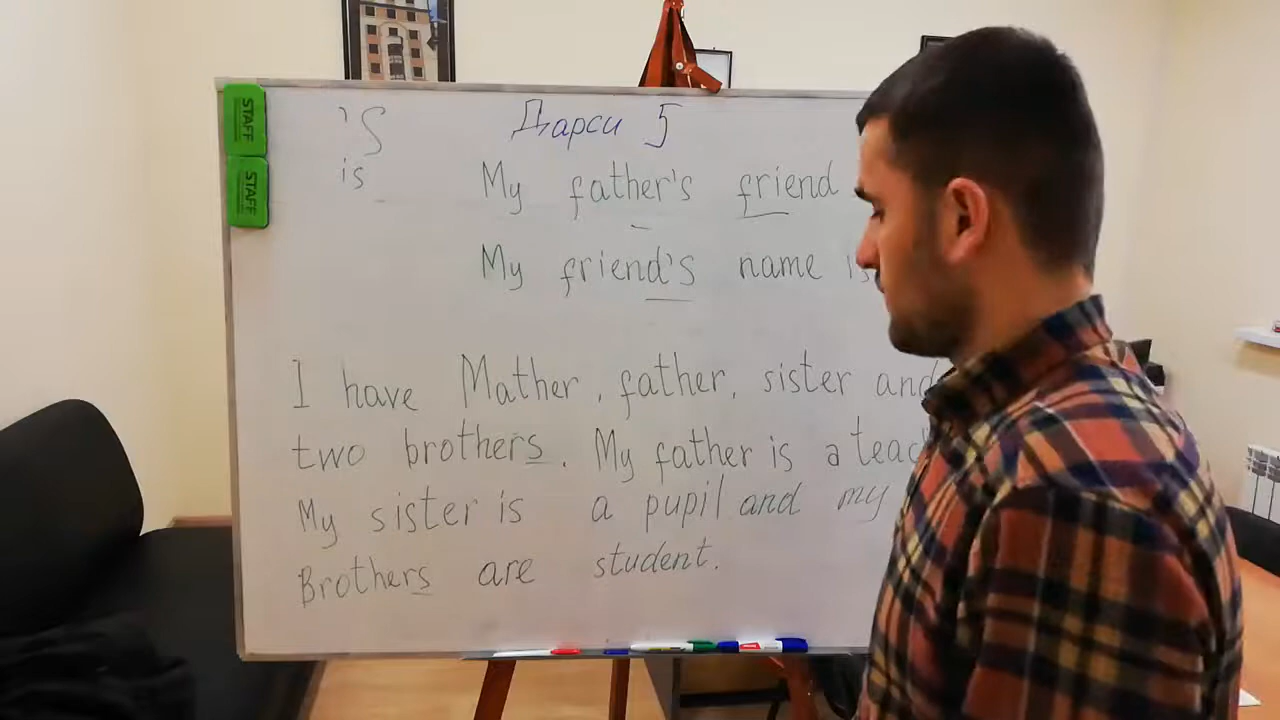 STAFF
STAFF
'S
is
Дарси 5
My father's friend
My friend's name is
I have Mather, father, sister and
two brothers. My father is a teac
My sister is a pupil and my
Brothers are student.